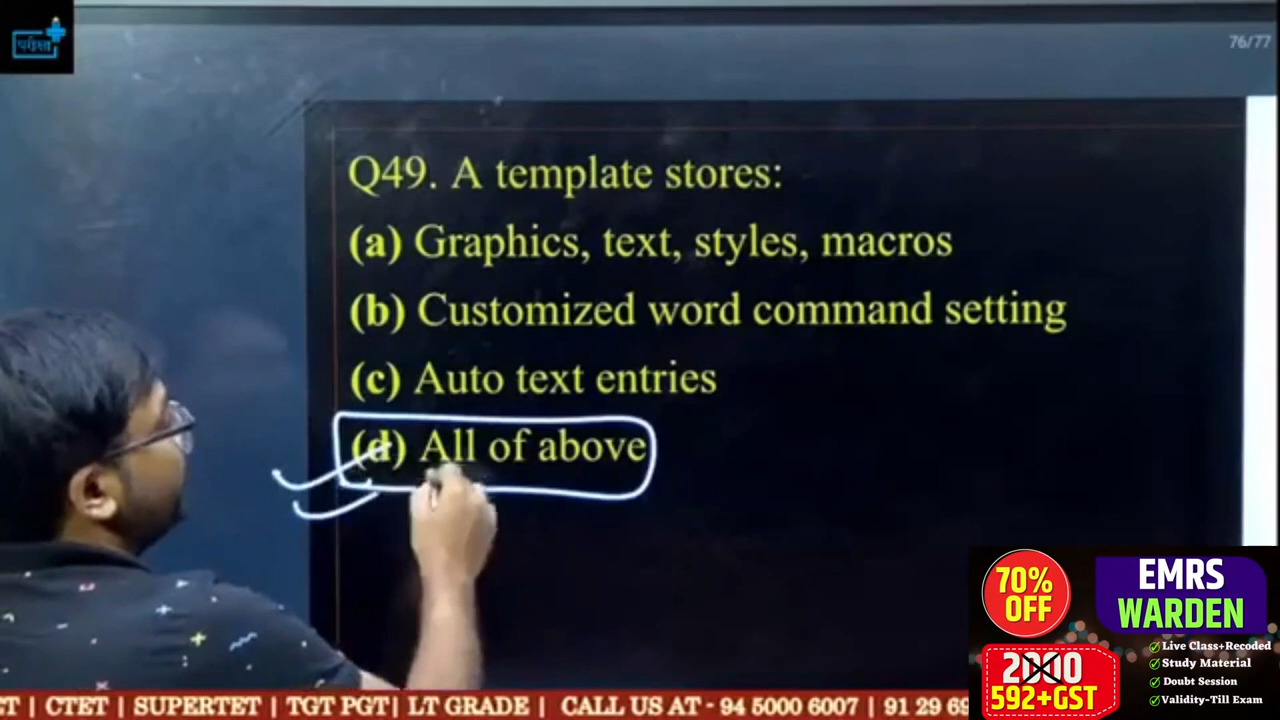 परीक्षा
76/77
Q49. A template stores:
(a) Graphics, text, styles, macros
(b) Customized word command setting
(c) Auto text entries
(d) All of above
70%
OFF
EMRS
WARDEN
2000
592+GST
Live Class+Recoded
Study Material
Doubt Session
Validity-Till Exam
CT | CTET | SUPERTET | TGT PGT| LT GRADE | CALL US AT - 94 5000 6007 | 91 29 69